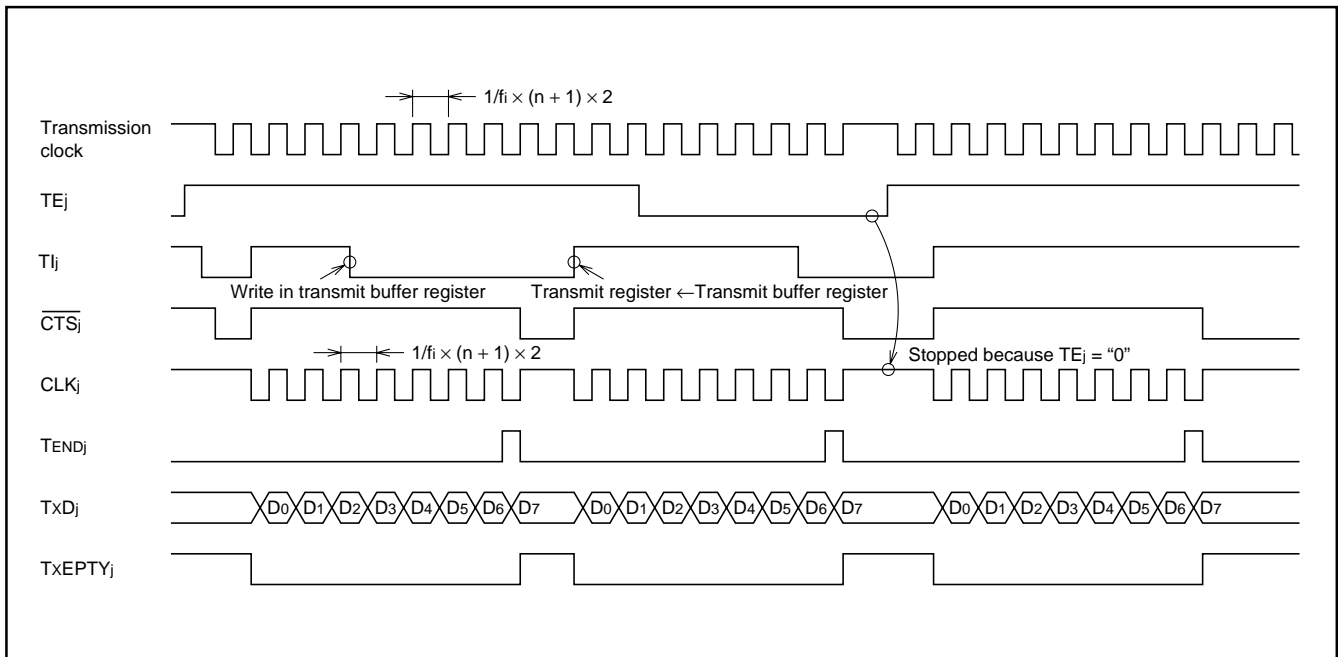 1/fi × (n + 1) × 2
Transmission
clock
TEj
TIj
Write in transmit buffer register
Transmit register ←Transmit buffer register
CTSj
1/fi × (n + 1) × 2
Stopped because TEj = “0”
CLKj
TENDj
TxDj
D0 D1 D2 D3 D4 D5 D6 D7 D0 D1 D2 D3 D4 D5 D6 D7 D0 D1 D2 D3 D4 D5 D6 D7
TxEPTYj